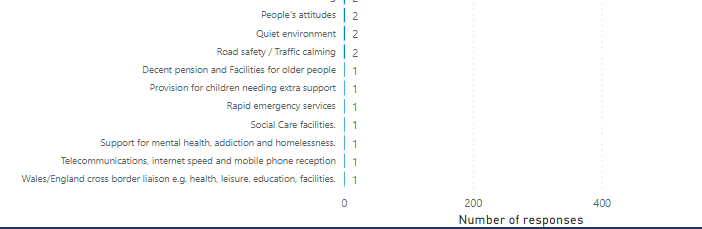 People's attitudes 2
Quiet environment 2
Road safety / Traffic calming 2
Decent pension and Facilities for older people 1
Provision for children needing extra support 1
Rapid emergency services 1
Social Care facilities. 1
Support for mental health, addiction and homelessness. 1
Telecommunications, internet speed and mobile phone reception 1
Wales/England cross border liaison e.g. health, leisure. education, facilities. 1
0 200 400
Number of responses